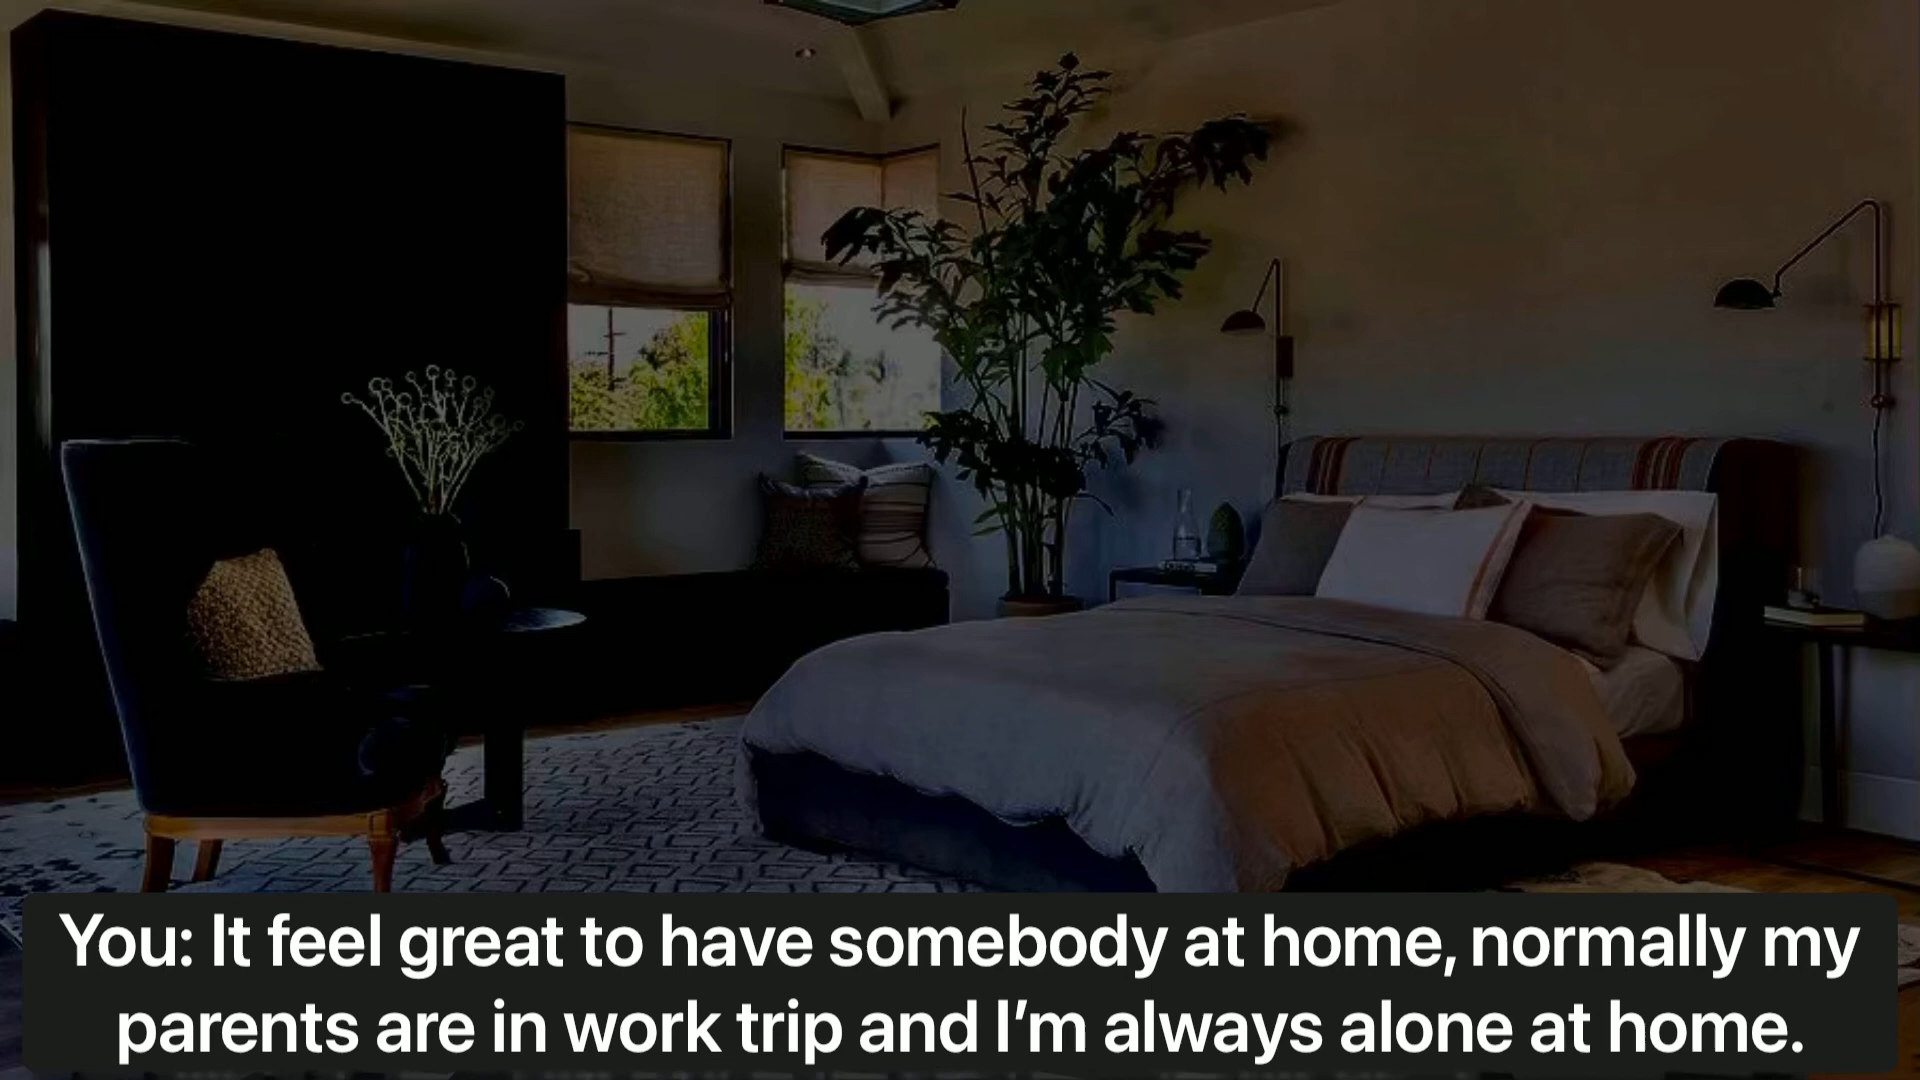 You: It feel great to have somebody at home, normally my
parents are in work trip and I'm always alone at home.